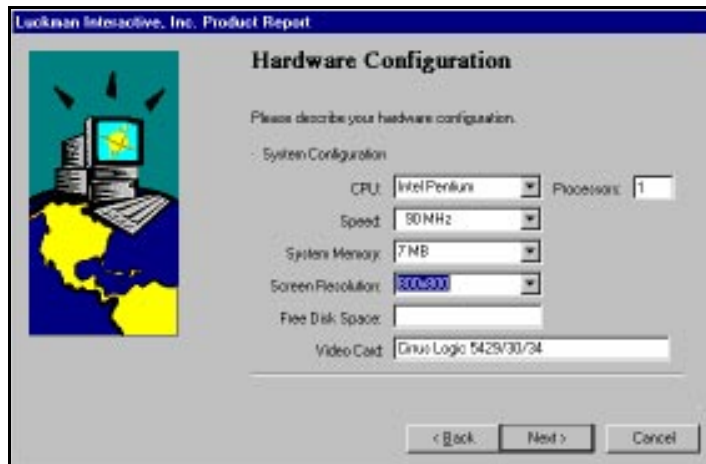 Luckman Interactive, Inc. Product Report
Hardware Configuration
Please describe your hardware configuration.
System Configuration
CPU: Intel Pentium Processors: 1
Speed: 90 MHz
System Memory: 7 MB
Screen Resolution:
Free Disk Space:
Video Card: Cirrus Logic 5429/30/34
< Back Next > Cancel